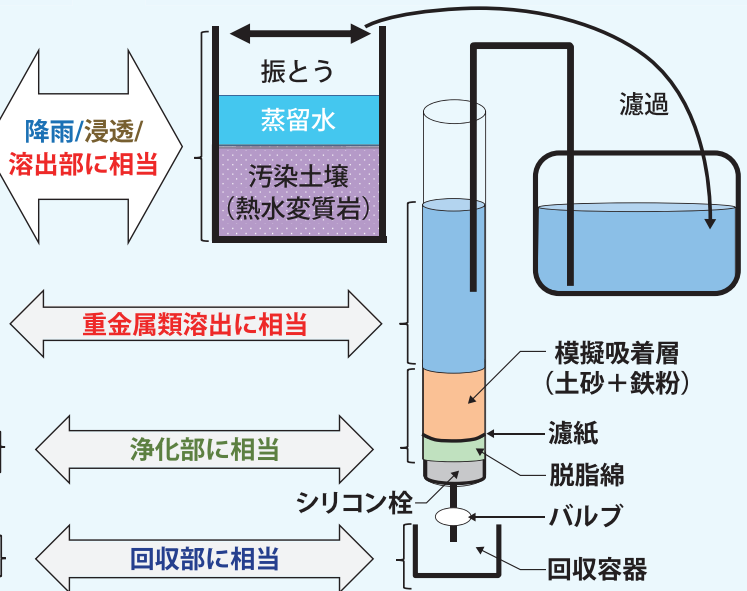 振とう
濾過
降雨/浸透/
溶出部に相当
蒸留水
汚染土壌
（熱水変質岩）
重金属類溶出に相当
模擬吸着層
（土砂＋鉄粉）
濾紙
浄化部に相当
脱脂綿
シリコン栓
バルブ
回収部に相当
回収容器